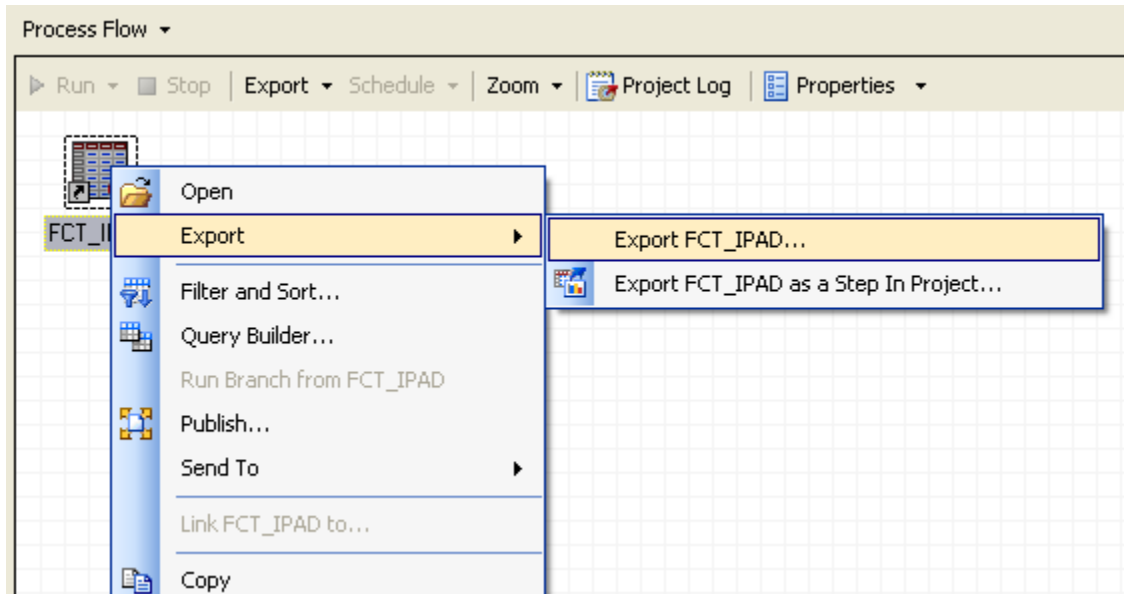 Process Flow
Run Stop Export Schedule Zoom Project Log Properties
Open
FCT_I
Export
Export FCT_IPAD...
Export FCT_IPAD as a Step In Project...
Filter and Sort...
Query Builder...
Run Branch from FCT_IPAD
Publish...
Send To
Link FCT_IPAD to...
Copy